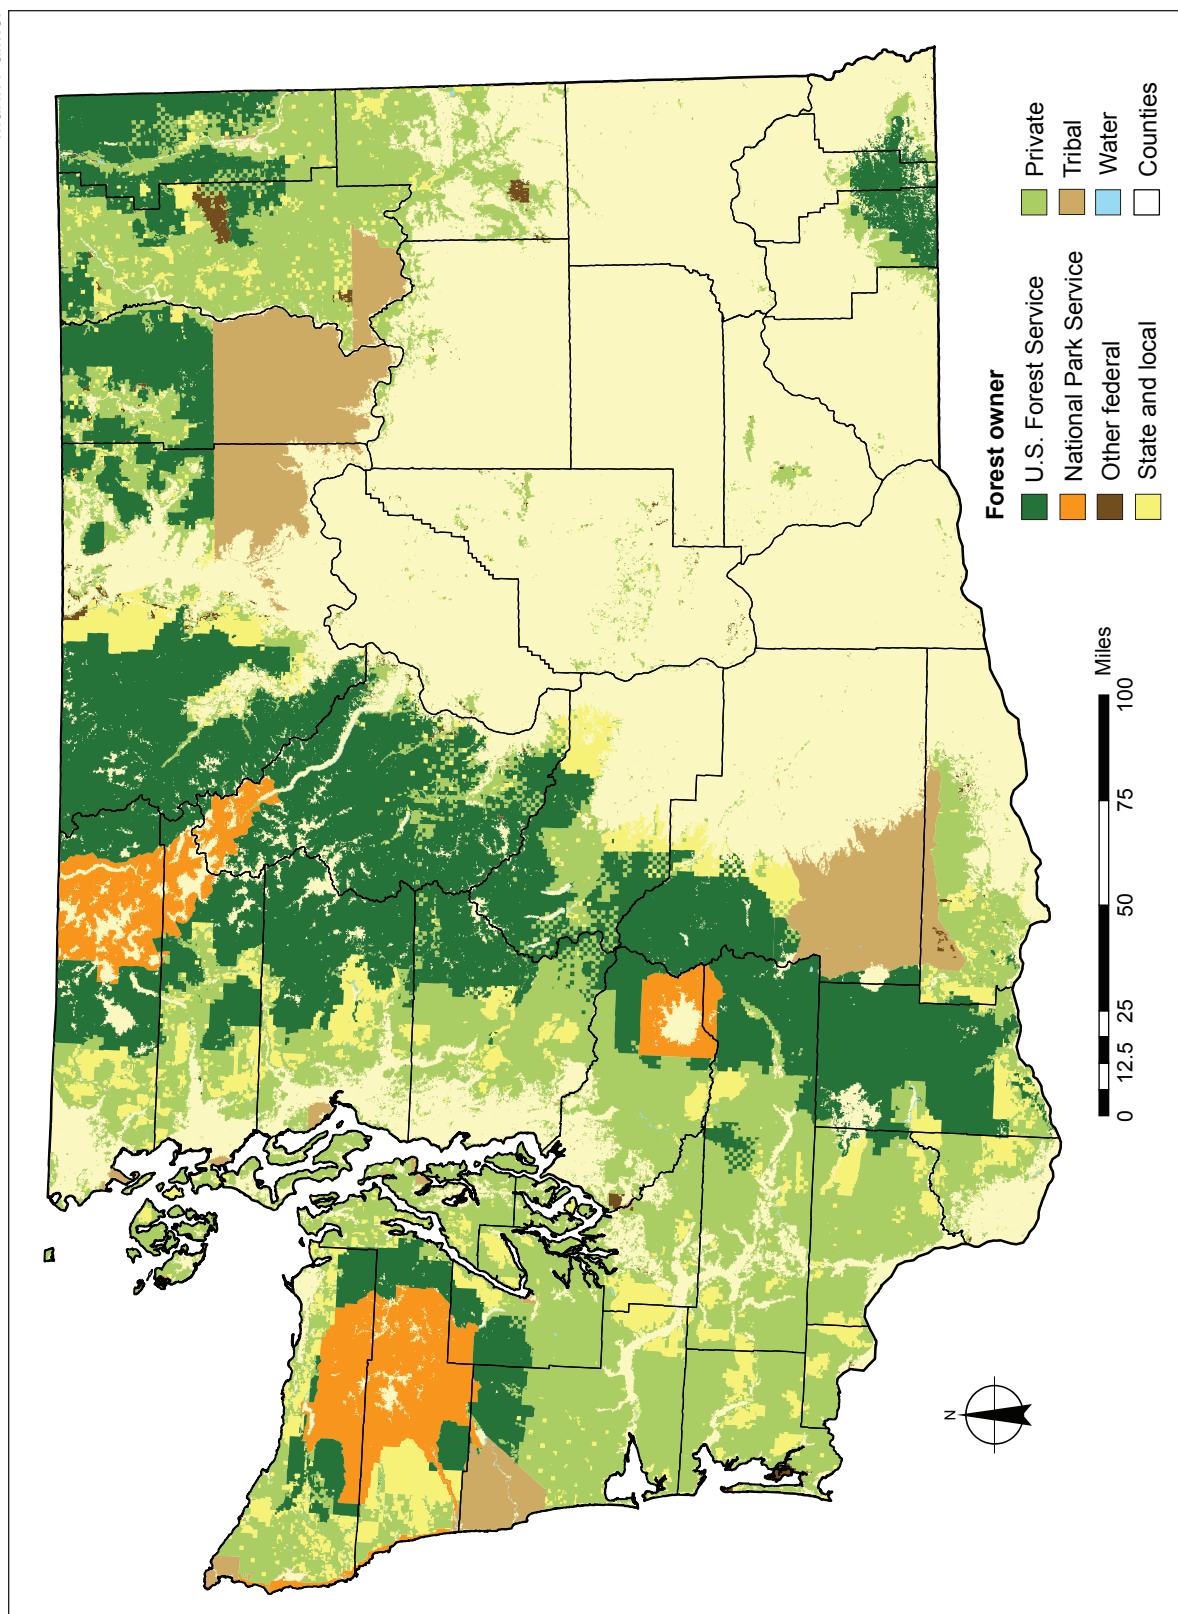 Forest owner
U.S. Forest Service
National Park Service
Other federal
State and local
Private
Tribal
Water
Counties
0 12.5 25 50 75 100
Miles
N